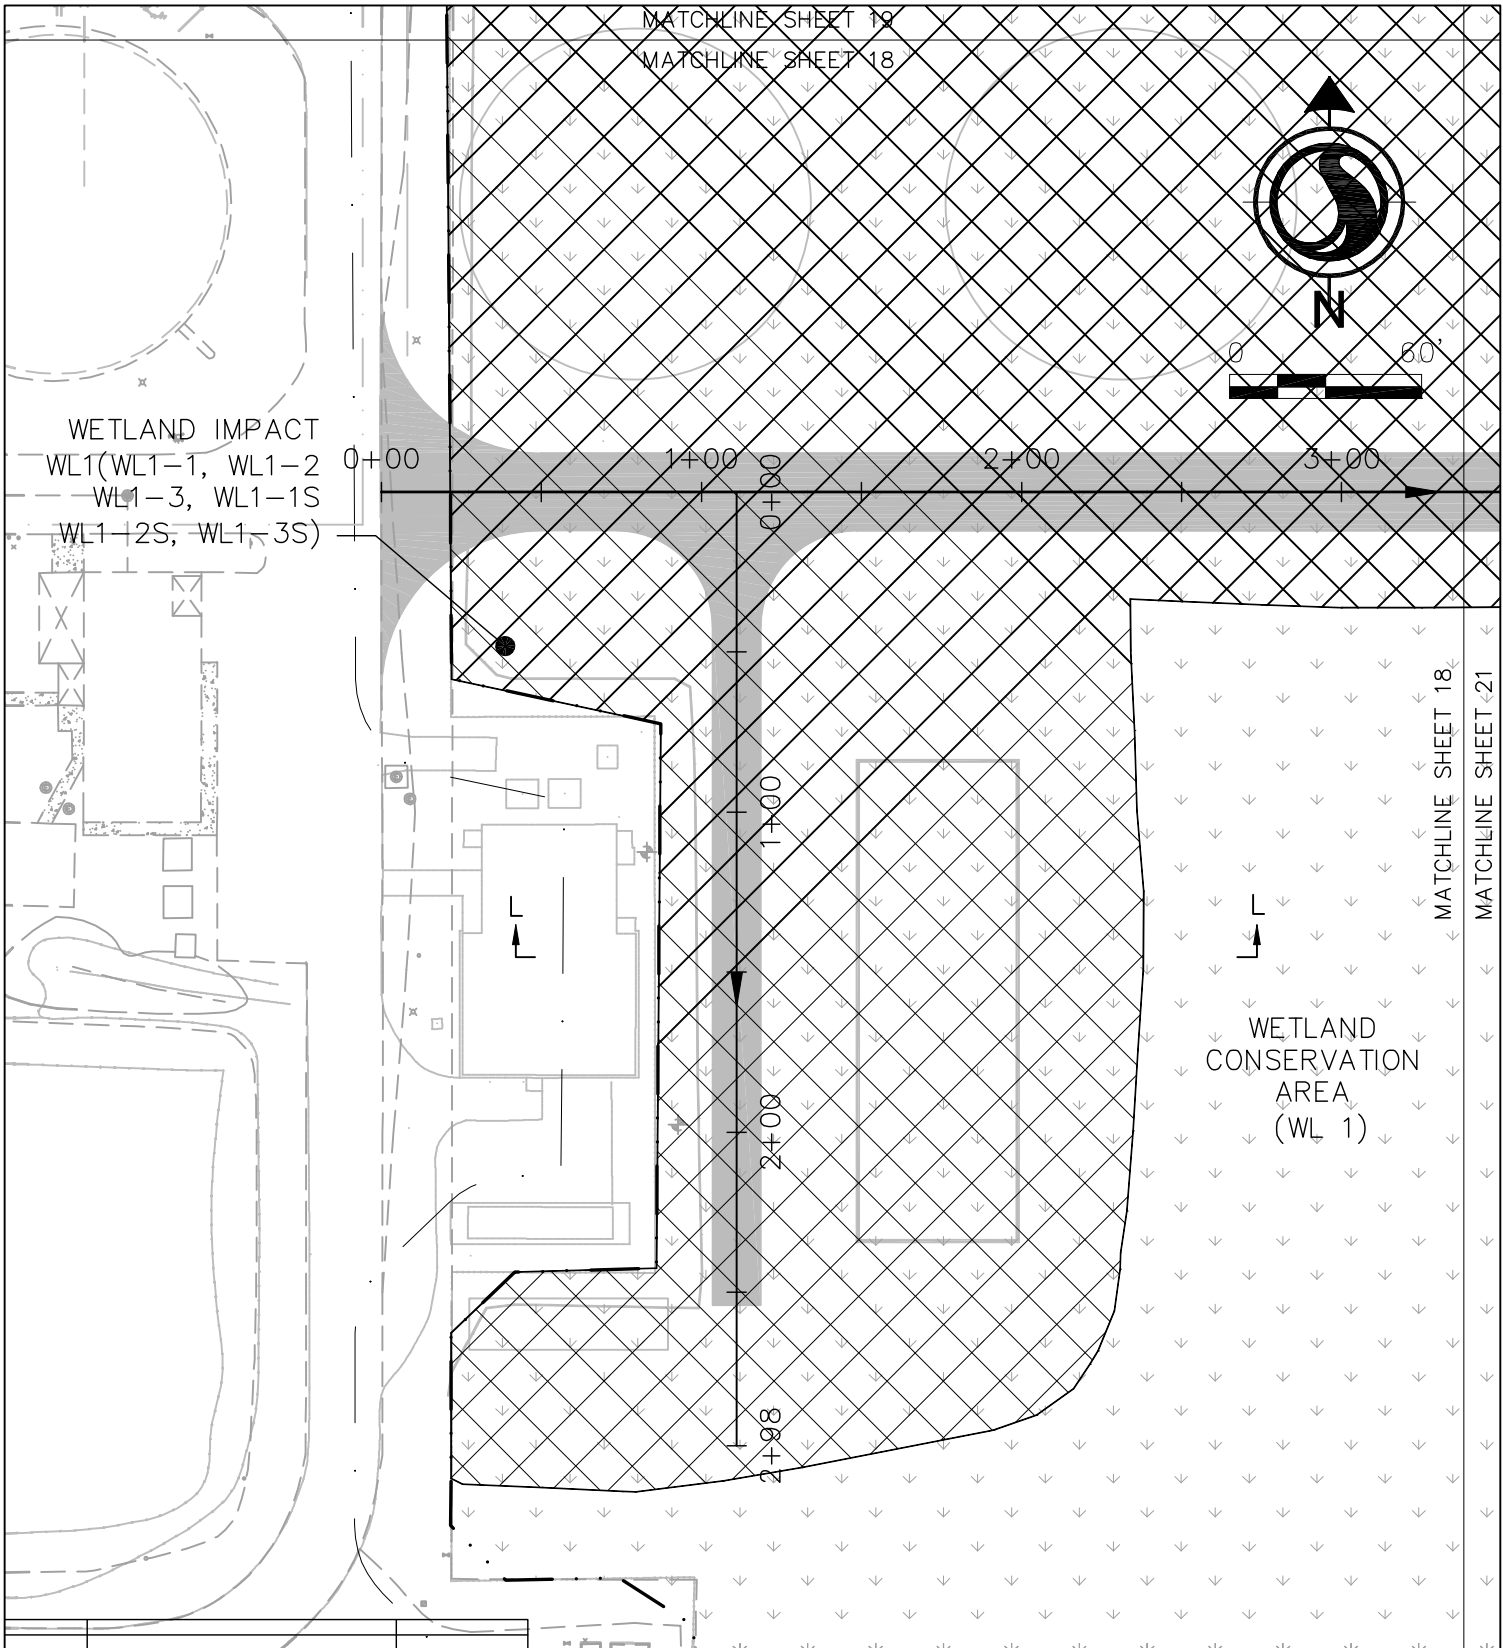 MATCHLINE SHEET 19
MATCHLINE SHEET 18
N
0 60'
WETLAND IMPACT
WL1(WL1-1, WL1-2
WL1-3, WL1-1S
WL1-2S, WL1-3S)
0+00 1+00 2+00 3+00
0+00
1+00
2+00
2+98
L L
MATCHLINE SHEET 18
MATCHLINE SHEET 21
WETLAND
CONSERVATION
AREA
(WL 1)